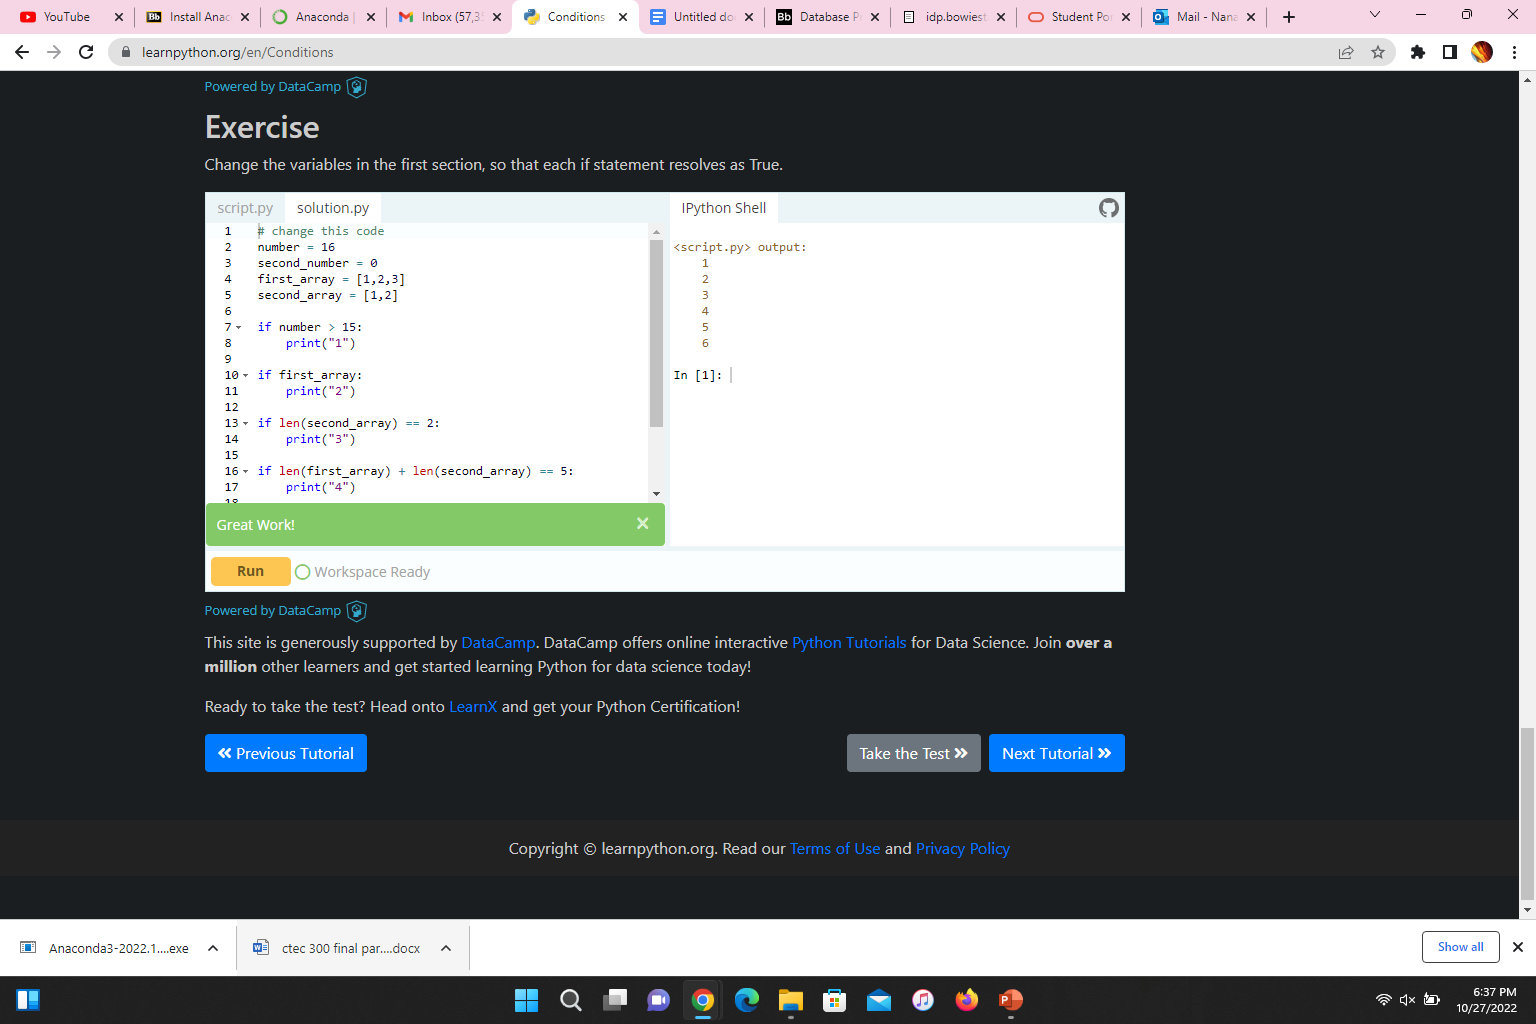 YouTube
Install Anac
Anaconda |
Inbox (57,3
Conditions
Untitled do
Database P
idp.bowiest
Student Po
Mail - Nana
learnpython.org/en/Conditions
Powered by DataCamp
Exercise
Change the variables in the first section, so that each if statement resolves as True.
script.py solution.py
1 # change this code
2 number = 16
3 second_number = 0
4 first_array = [1,2,3]
5 second_array = [1,2]
6
7 if number > 15:
8 print("1")
9
10 if first_array:
11 print("2")
12
13 if len(second_array) == 2:
14 print("3")
15
16 if len(first_array) + len(second_array) == 5:
17 print("4")
18
Great Work!
Run
Workspace Ready
IPython Shell
<script.py> output:
1
2
3
4
5
6
In [1]:
Powered by DataCamp
This site is generously supported by DataCamp. DataCamp offers online interactive Python Tutorials for Data Science. Join over a
million other learners and get started learning Python for data science today!
Ready to take the test? Head onto LearnX and get your Python Certification!
Previous Tutorial
Take the Test
Next Tutorial
Copyright © learnpython.org. Read our Terms of Use and Privacy Policy
Anaconda3-2022.1....exe
ctec 300 final par....docx
Show all
6:37 PM
10/27/2022